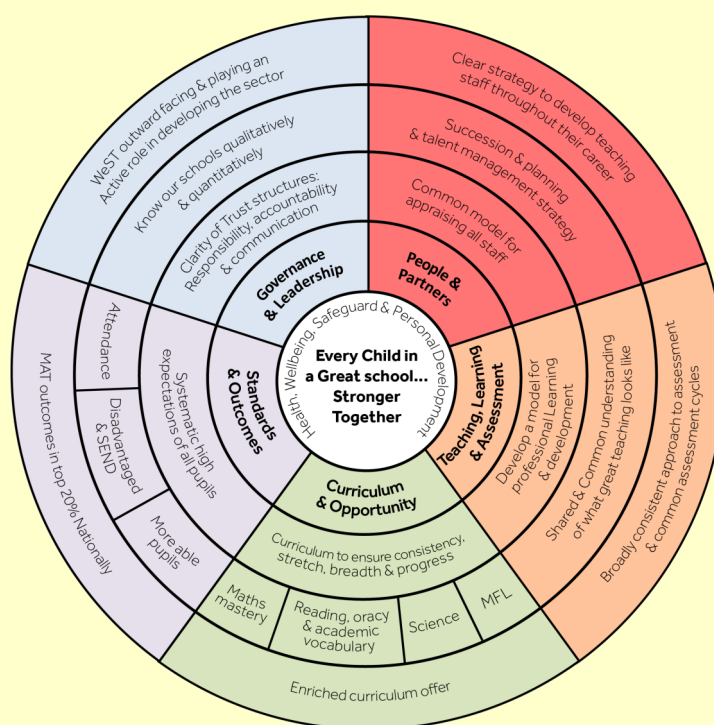 WeST outward facing & playing an
Active role in developing the sector
Know our schools qualitatively
& quantitatively
Clarity of Trust structures:
Responsibility, accountability
& communication
Governance
& Leadership
Clear strategy to develop teaching
staff throughout their career
Succession & planning
& talent management strategy
Common model for
appraising all staff
People &
Partners
Health, Wellbeing, Safeguard & Personal Development
Every Child in
a Great school...
Stronger
Together
Teaching, Learning
& Assessment
Develop a model for
professional Learning
& development
Shared & Common understanding
of what great teaching looks like
Broadly consistent approach to assessment
& common assessment cycles
Curriculum
& Opportunity
Curriculum to ensure consistency,
stretch, breadth & progress
Maths
mastery
Reading, oracy
& academic
vocabulary
Science
MFL
Enriched curriculum offer
Standards
& Outcomes
Systematic high
expectations of all pupils
Attendance
Disadvantaged
& SEND
More able
pupils
MAT outcomes in top 20% Nationally